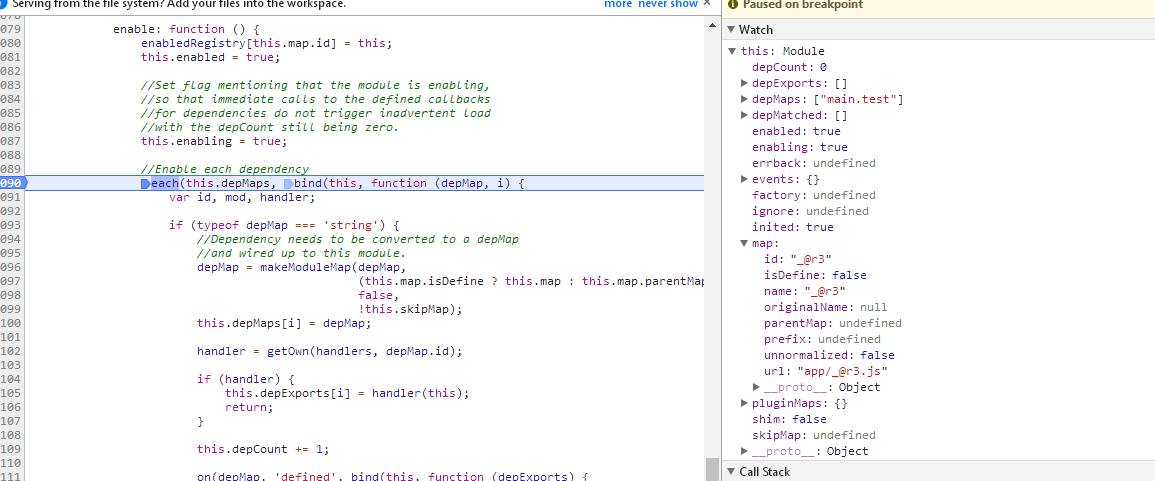 Serving from the file system? Add your files into the workspace. more never show ×
079 enable: function () {
080 enabledRegistry[this.map.id] = this;
081 this.enabled = true;
082
083 //Set flag mentioning that the module is enabling,
084 //so that immediate calls to the defined callbacks
085 //for dependencies do not trigger inadvertent load
086 //with the depCount still being zero.
087 this.enabling = true;
088
089 //Enable each dependency
090 each(this.depMaps, bind(this, function (depMap, i) {
091 var id, mod, handler;
092
093 if (typeof depMap === 'string') {
094 //Dependency needs to be converted to a depMap
095 //and wired up to this module.
096 depMap = makeModuleMap(depMap,
097 (this.map.isDefine ? this.map : this.map.parentMap
098 false,
099 !this.skipMap);
100 this.depMaps[i] = depMap;
101
102 handler = getOwn(handlers, depMap.id);
103
104 if (handler) {
105 this.depExports[i] = handler(this);
106 return;
107 }
108
109 this.depCount += 1;
110
111 on(depMap, 'defined', bind(this, function (depExports) {
Paused on breakpoint
Watch
this: Module
depCount: 0
depExports: []
depMaps: ["main.test"]
depMatched: []
enabled: true
enabling: true
errback: undefined
events: {}
factory: undefined
ignore: undefined
inited: true
map:
id: "_@r3"
isDefine: false
name: "_@r3"
originalName: null
parentMap: undefined
prefix: undefined
unnormalized: false
url: "app/_@r3.js"
__proto__: Object
pluginMaps: {}
shim: false
skipMap: undefined
__proto__: Object
Call Stack